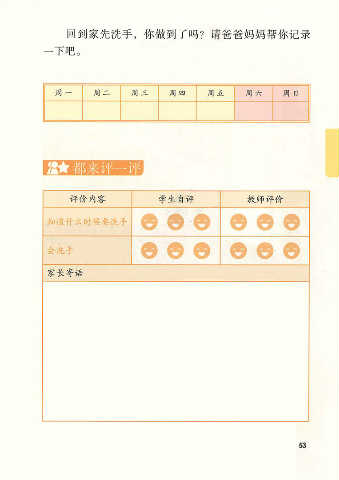 回到家先洗手，你做到了吗？请爸爸妈妈帮你记录
一下吧。
周一 周二 周三 周四 周五 周六 周日
都来评一评
评价内容 学生自评 教师评价
知道什么时候要洗手
会洗手
家长寄语
53